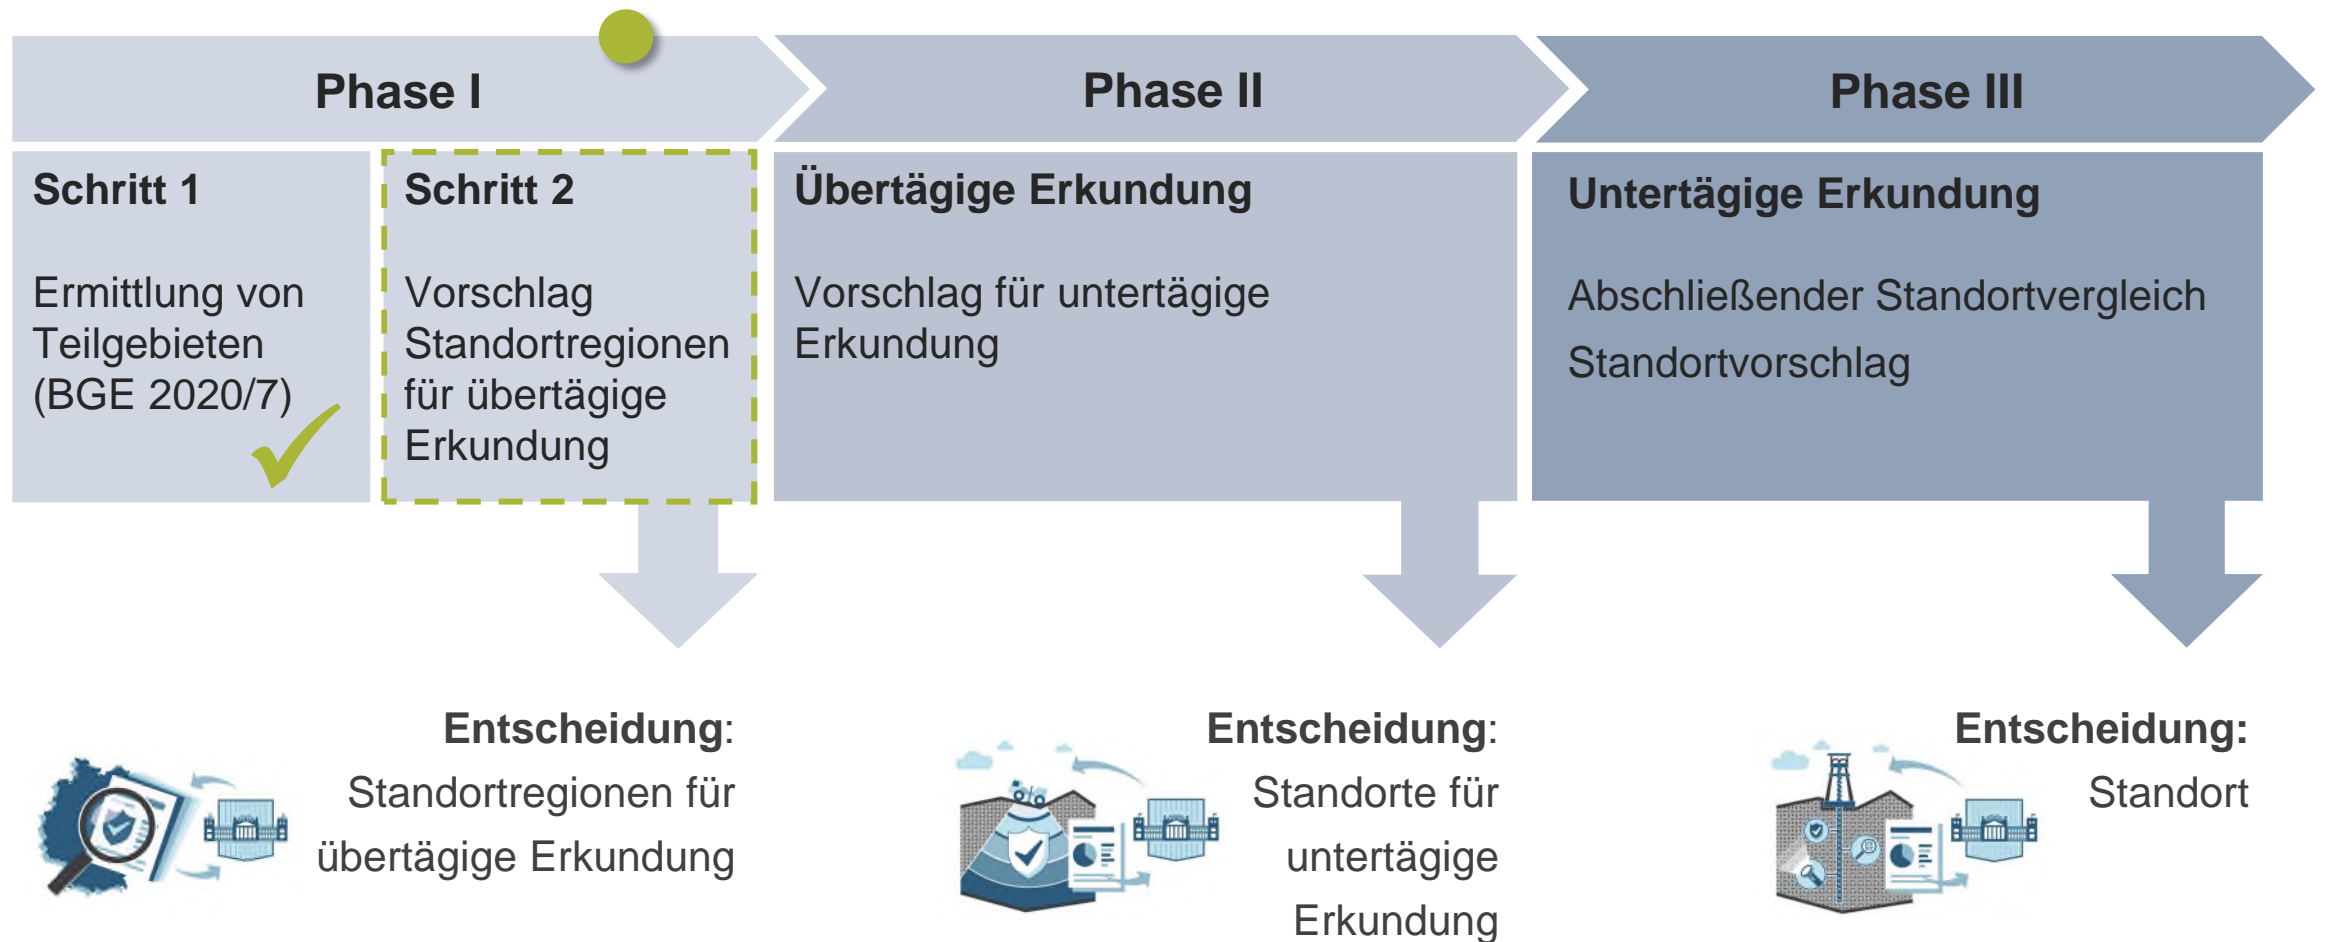 Phase I
Phase II
Phase III
Schritt 1
Ermittlung von
Teilgebieten
(BGE 2020/7)
Schritt 2
Vorschlag
Standortregionen
für übertägige
Erkundung
Übertägige Erkundung
Vorschlag für untertägige
Erkundung
Untertägige Erkundung
Abschließender Standortvergleich
Standortvorschlag
Entscheidung:
Standortregionen für
übertägige Erkundung
Entscheidung:
Standorte für
untertägige
Erkundung
Entscheidung:
Standort